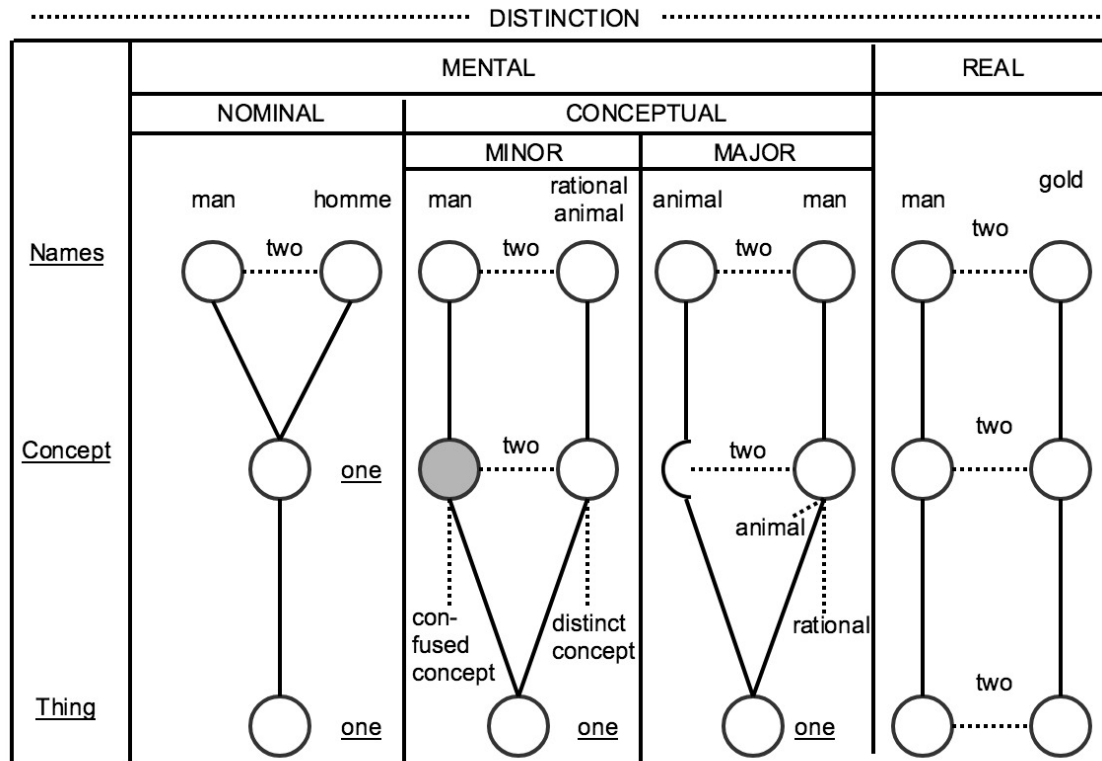 DISTINCTION
MENTAL REAL
NOMINAL CONCEPTUAL
MINOR MAJOR
man homme man rational animal animal man man gold
Names two two two two
Concept one two two two
animal
con-
fused
concept
distinct
concept
rational
Thing one one one two